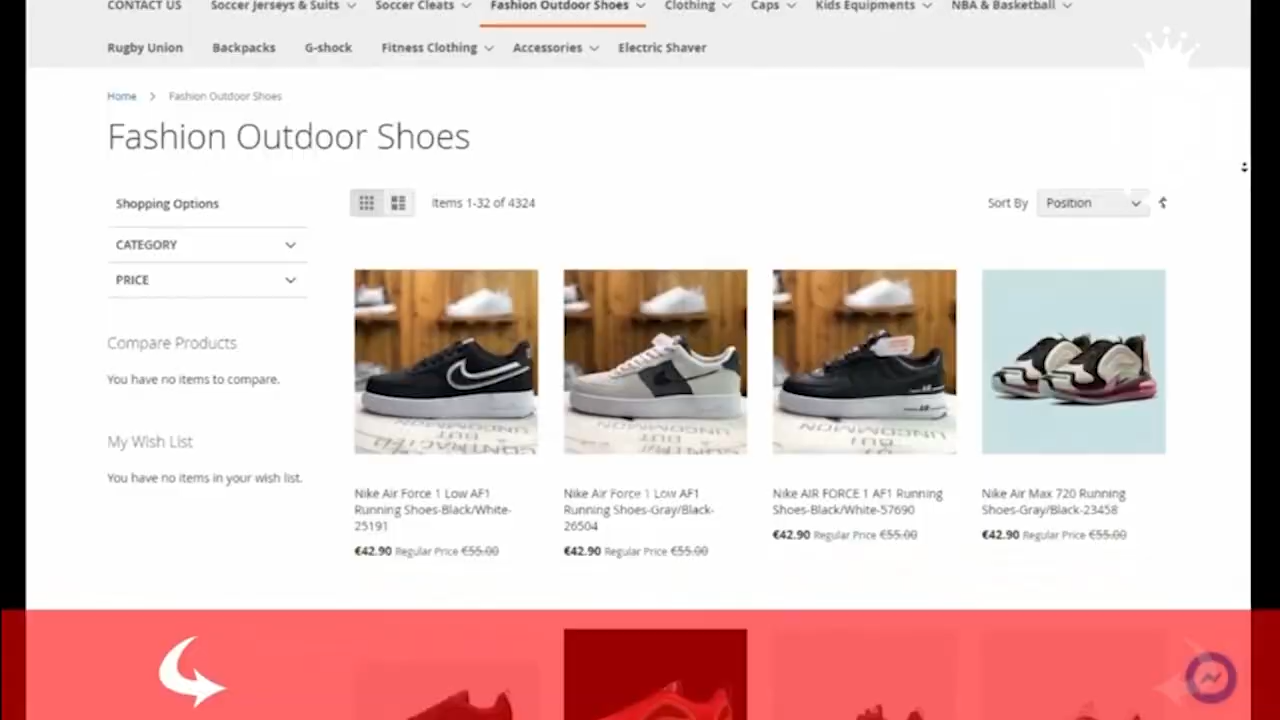 CONTACT US Soccer Jerseys & Suits Soccer Cleats Fashion Outdoor Shoes Clothing Caps Kids Equipments NBA & Basketball
Rugby Union Backpacks G-shock Fitness Clothing Accessories Electric Shaver
Home Fashion Outdoor Shoes
Fashion Outdoor Shoes
Shopping Options
Items 1-32 of 4324
Sort By Position
CATEGORY
PRICE
Compare Products
You have no items to compare.
My Wish List
You have no items in your wish list.
Nike Air Force 1 Low AF1
Running Shoes-Black/White-
25191
€42.90 Regular Price €55.00
Nike Air Force 1 Low AF1
Running Shoes-Gray/Black-
26504
€42.90 Regular Price €55.00
Nike AIR FORCE 1 AF1 Running
Shoes-Black/White-57690
€42.90 Regular Price €55.00
Nike Air Max 720 Running
Shoes-Gray/Black-23458
€42.90 Regular Price €55.00